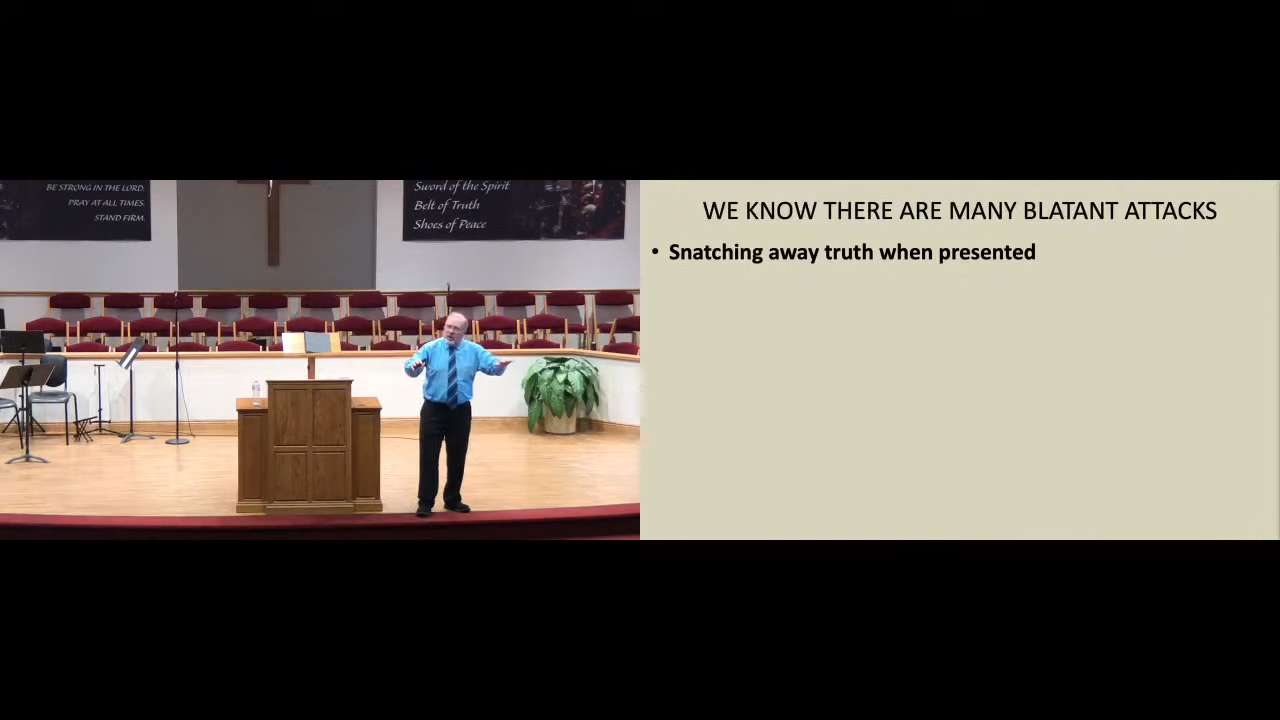 BE STRONG IN THE LORD.
PRAY AT ALL TIMES.
STAND FIRM.
Sword of the Spirit
Belt of Truth
Shoes of Peace
WE KNOW THERE ARE MANY BLATANT ATTACKS
• Snatching away truth when presented